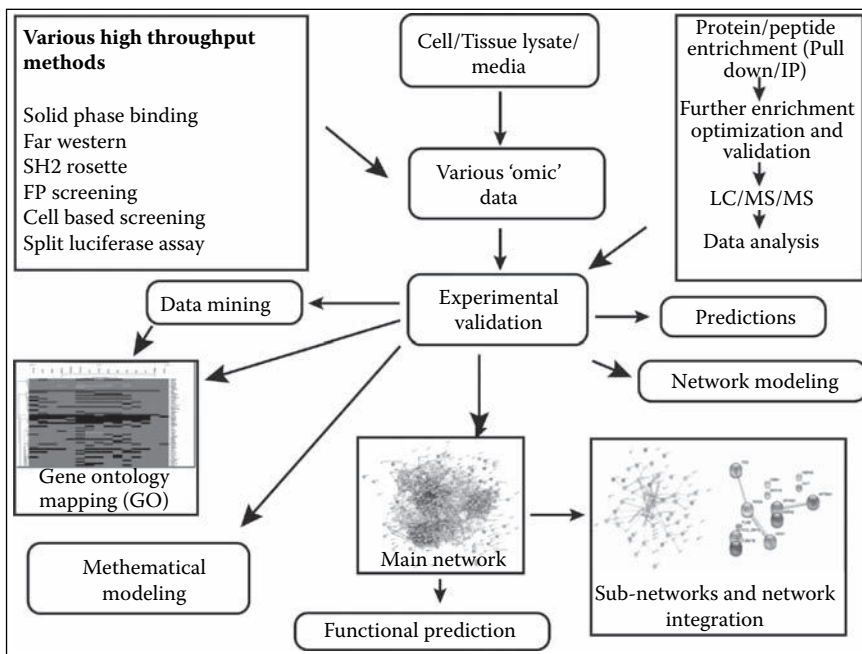 Various high throughput
methods
Solid phase binding
Far western
SH2 rosette
FP screening
Cell based screening
Split luciferase assay
Cell/Tissue lysate/
media
Protein/peptide
entrichment (Pull
down/IP)
Further enrichment
optimization and
validation
LC/MS/MS
Data analysis
Various ‘omic’
data
Data mining
Experimental
validation
Predictions
Network modeling
Gene ontology
mapping (GO)
Methematical
modeling
Main network
Functional prediction
Sub-networks and network
integration